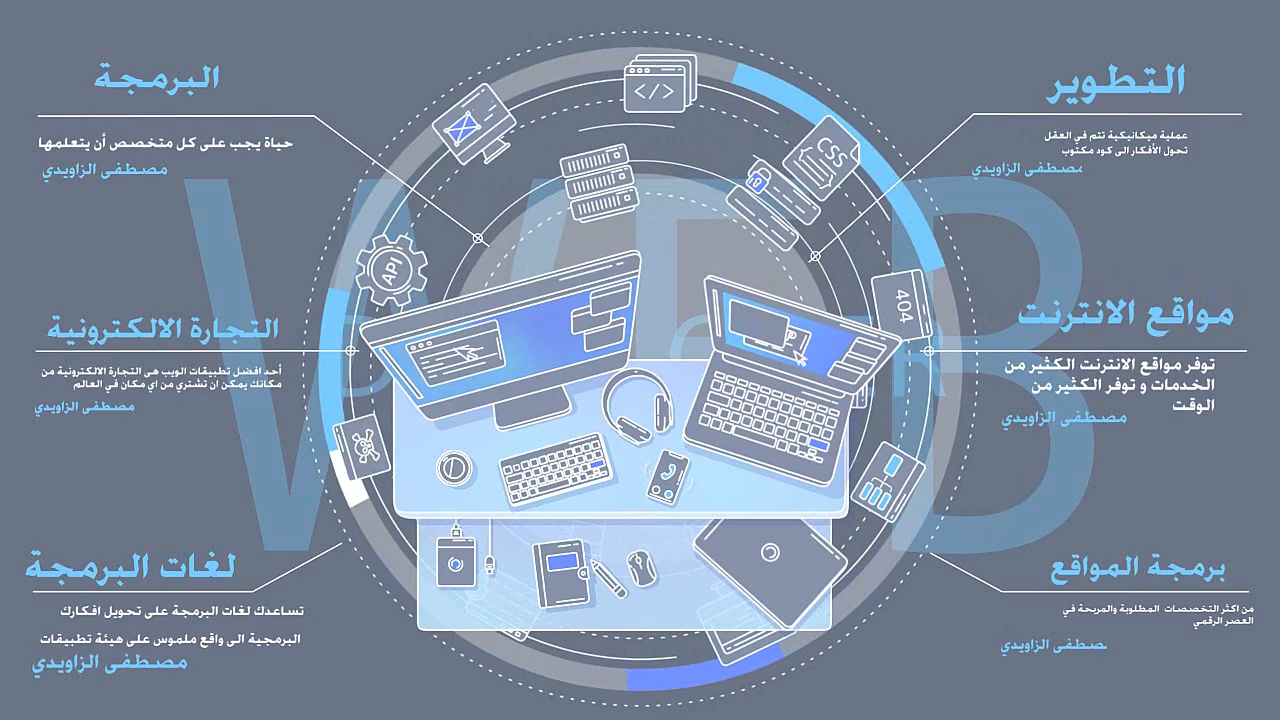 التطوير
عملية ميكانيكية تتم في العقل
تحول الأفكار الى كود مكتوب
مصطفى الزاويدي
مواقع الانترنت
توفر مواقع الانترنت الكثير من
الخدمات و توفر الكثير من
الوقت
مصطفى الزاويدي
برمجة المواقع
من اكثر التخصصات المطلوبة والمربحة في
العصر الرقمي
مصطفى الزاويدي
البرمجة
حياة يجب على كل متخصص أن يتعلمها
مصطفى الزاويدي
التجارة الالكترونية
أحد افضل تطبيقات الويب هي التجارة الالكترونية من
مكانك يمكن ان تشتري من اي مكان في العالم
مصطفى الزاويدي
لغات البرمجة
تساعدك لغات البرمجة على تحويل افكارك
البرمجية الى واقع ملموس على هيئة تطبيقات
مصطفى الزاويدي
WEB
</>
CSS
API
404